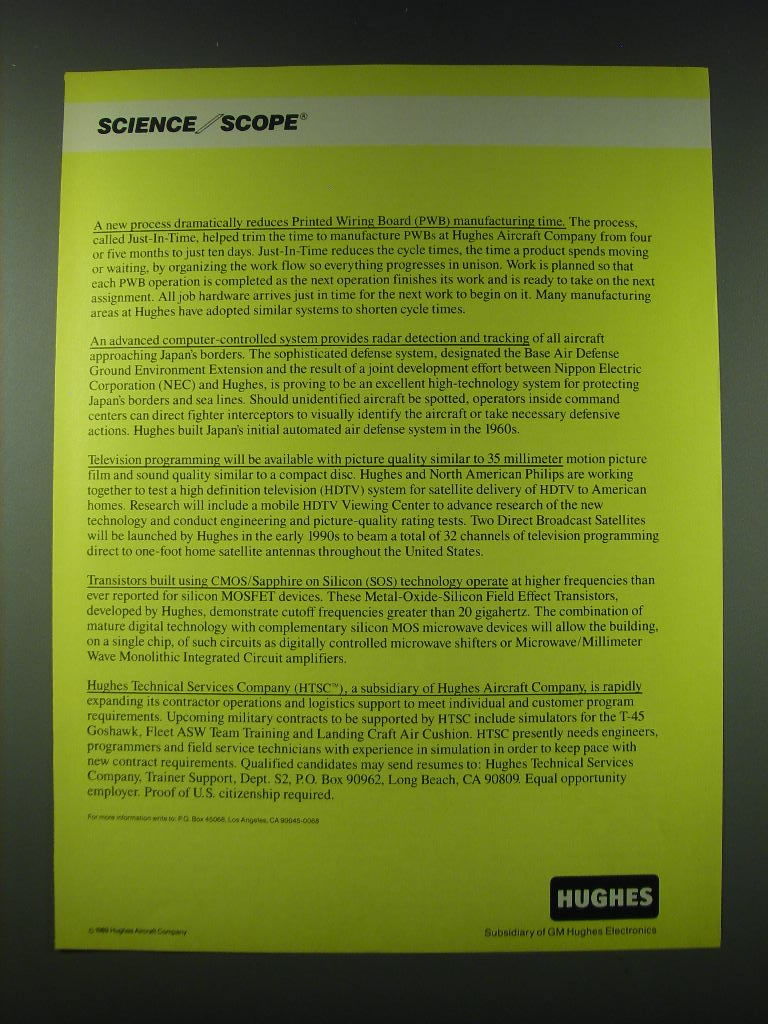 SCIENCE/SCOPE®
A new process dramatically reduces Printed Wiring Board (PWB) manufacturing time. The process,
called Just-In-Time, helped trim the time to manufacture PWBs at Hughes Aircraft Company from four
or five months to just ten days. Just-In-Time reduces the cycle times, the time a product spends moving
or waiting, by organizing the work flow so everything progresses in unison. Work is planned so that
each PWB operation is completed as the next operation finishes its work and is ready to take on the next
assignment. All job hardware arrives just in time for the next work to begin on it. Many manufacturing
areas at Hughes have adopted similar systems to shorten cycle times.
An advanced computer-controlled system provides radar detection and tracking of all aircraft
approaching Japan's borders. The sophisticated defense system, designated the Base Air Defense
Ground Environment Extension and the result of a joint development effort between Nippon Electric
Corporation (NEC) and Hughes, is proving to be an excellent high-technology system for protecting
Japan's borders and sea lines. Should unidentified aircraft be spotted, operators inside command
centers can direct fighter interceptors to visually identify the aircraft or take necessary defensive
actions. Hughes built Japan's initial automated air defense system in the 1960s.
Television programming will be available with picture quality similar to 35 millimeter motion picture
film and sound quality similar to a compact disc. Hughes and North American Philips are working
together to test a high definition television (HDTV) system for satellite delivery of HDTV to American
homes. Research will include a mobile HDTV Viewing Center to advance research of the new
technology and conduct engineering and picture-quality rating tests. Two Direct Broadcast Satellites
will be launched by Hughes in the early 1990s to beam a total of 32 channels of television programming
direct to one-foot home satellite antennas throughout the United States.
Transistors built using CMOS/Sapphire on Silicon (SOS) technology operate at higher frequencies than
ever reported for silicon MOSFET devices. These Metal-Oxide-Silicon Field Effect Transistors,
developed by Hughes, demonstrate cutoff frequencies greater than 20 gigahertz. The combination of
mature digital technology with complementary silicon MOS microwave devices will allow the building,
on a single chip, of such circuits as digitally controlled microwave shifters or Microwave/Millimeter
Wave Monolithic Integrated Circuit amplifiers.
Hughes Technical Services Company (HTSC™), a subsidiary of Hughes Aircraft Company, is rapidly
expanding its contractor operations and logistics support to meet individual and customer program
requirements. Upcoming military contracts to be supported by HTSC include simulators for the T-45
Goshawk, Fleet ASW Team Training and Landing Craft Air Cushion. HTSC presently needs engineers,
programmers and field service technicians with experience in simulation in order to keep pace with
new contract requirements. Qualified candidates may send resumes to: Hughes Technical Services
Company, Trainer Support, Dept. S2, P.O. Box 90962, Long Beach, CA 90809. Equal opportunity
employer. Proof of U.S. citizenship required.
For more information write to: P.O. Box 45068, Los Angeles, CA 90045-0068
HUGHES
© 1989 Hughes Aircraft Company
Subsidiary of GM Hughes Electronics